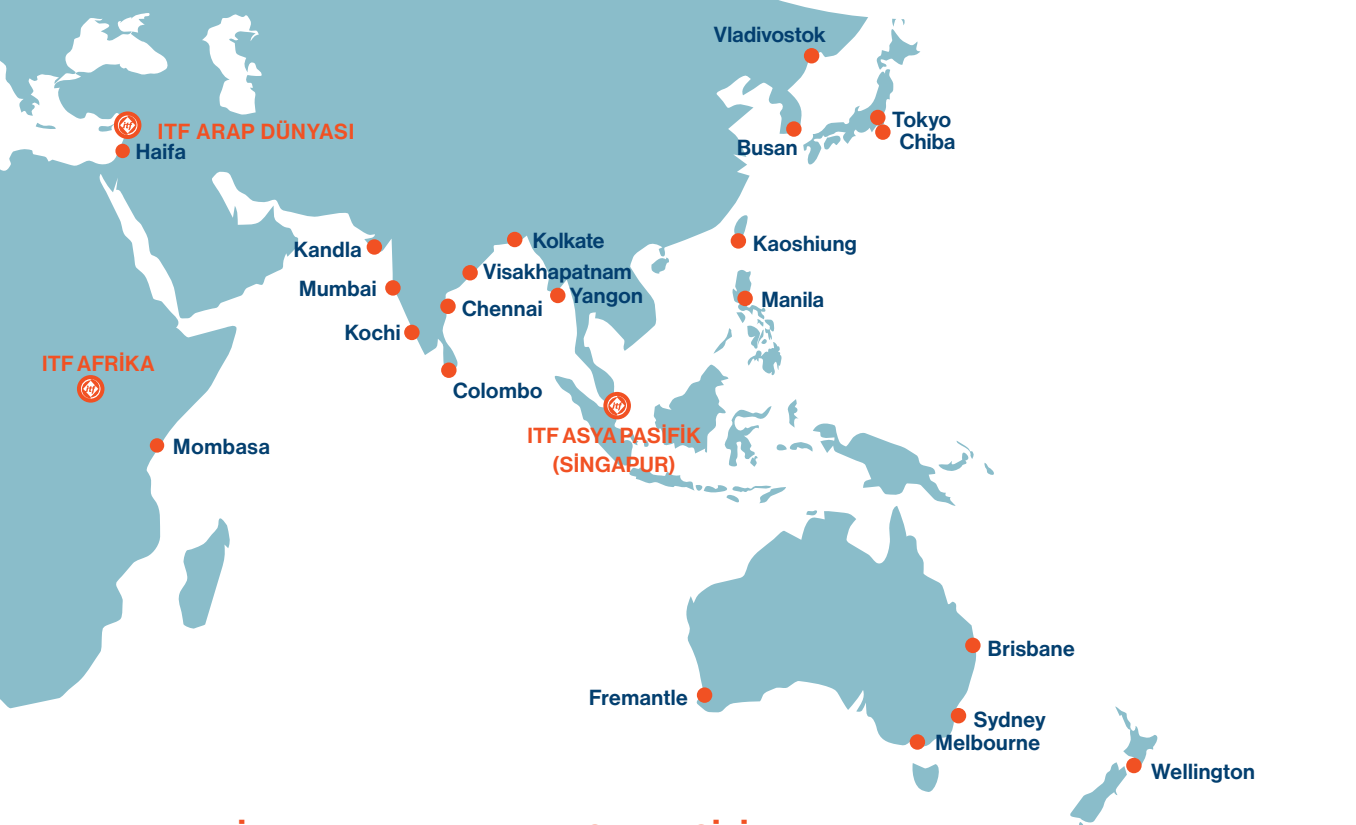 Vladivostok
Tokyo
Busan
Chiba
ITF ARAP DÜNYASI
Haifa
Kolkate
Kaoshiung
Kandla
Visakhapatnam
Mumbai
Yangon
Manila
Chennai
Kochi
ITF AFRİKA
Colombo
ITF ASYA PASİFİK
(SİNGAPUR)
Mombasa
Brisbane
Fremantle
Sydney
Melbourne
Wellington